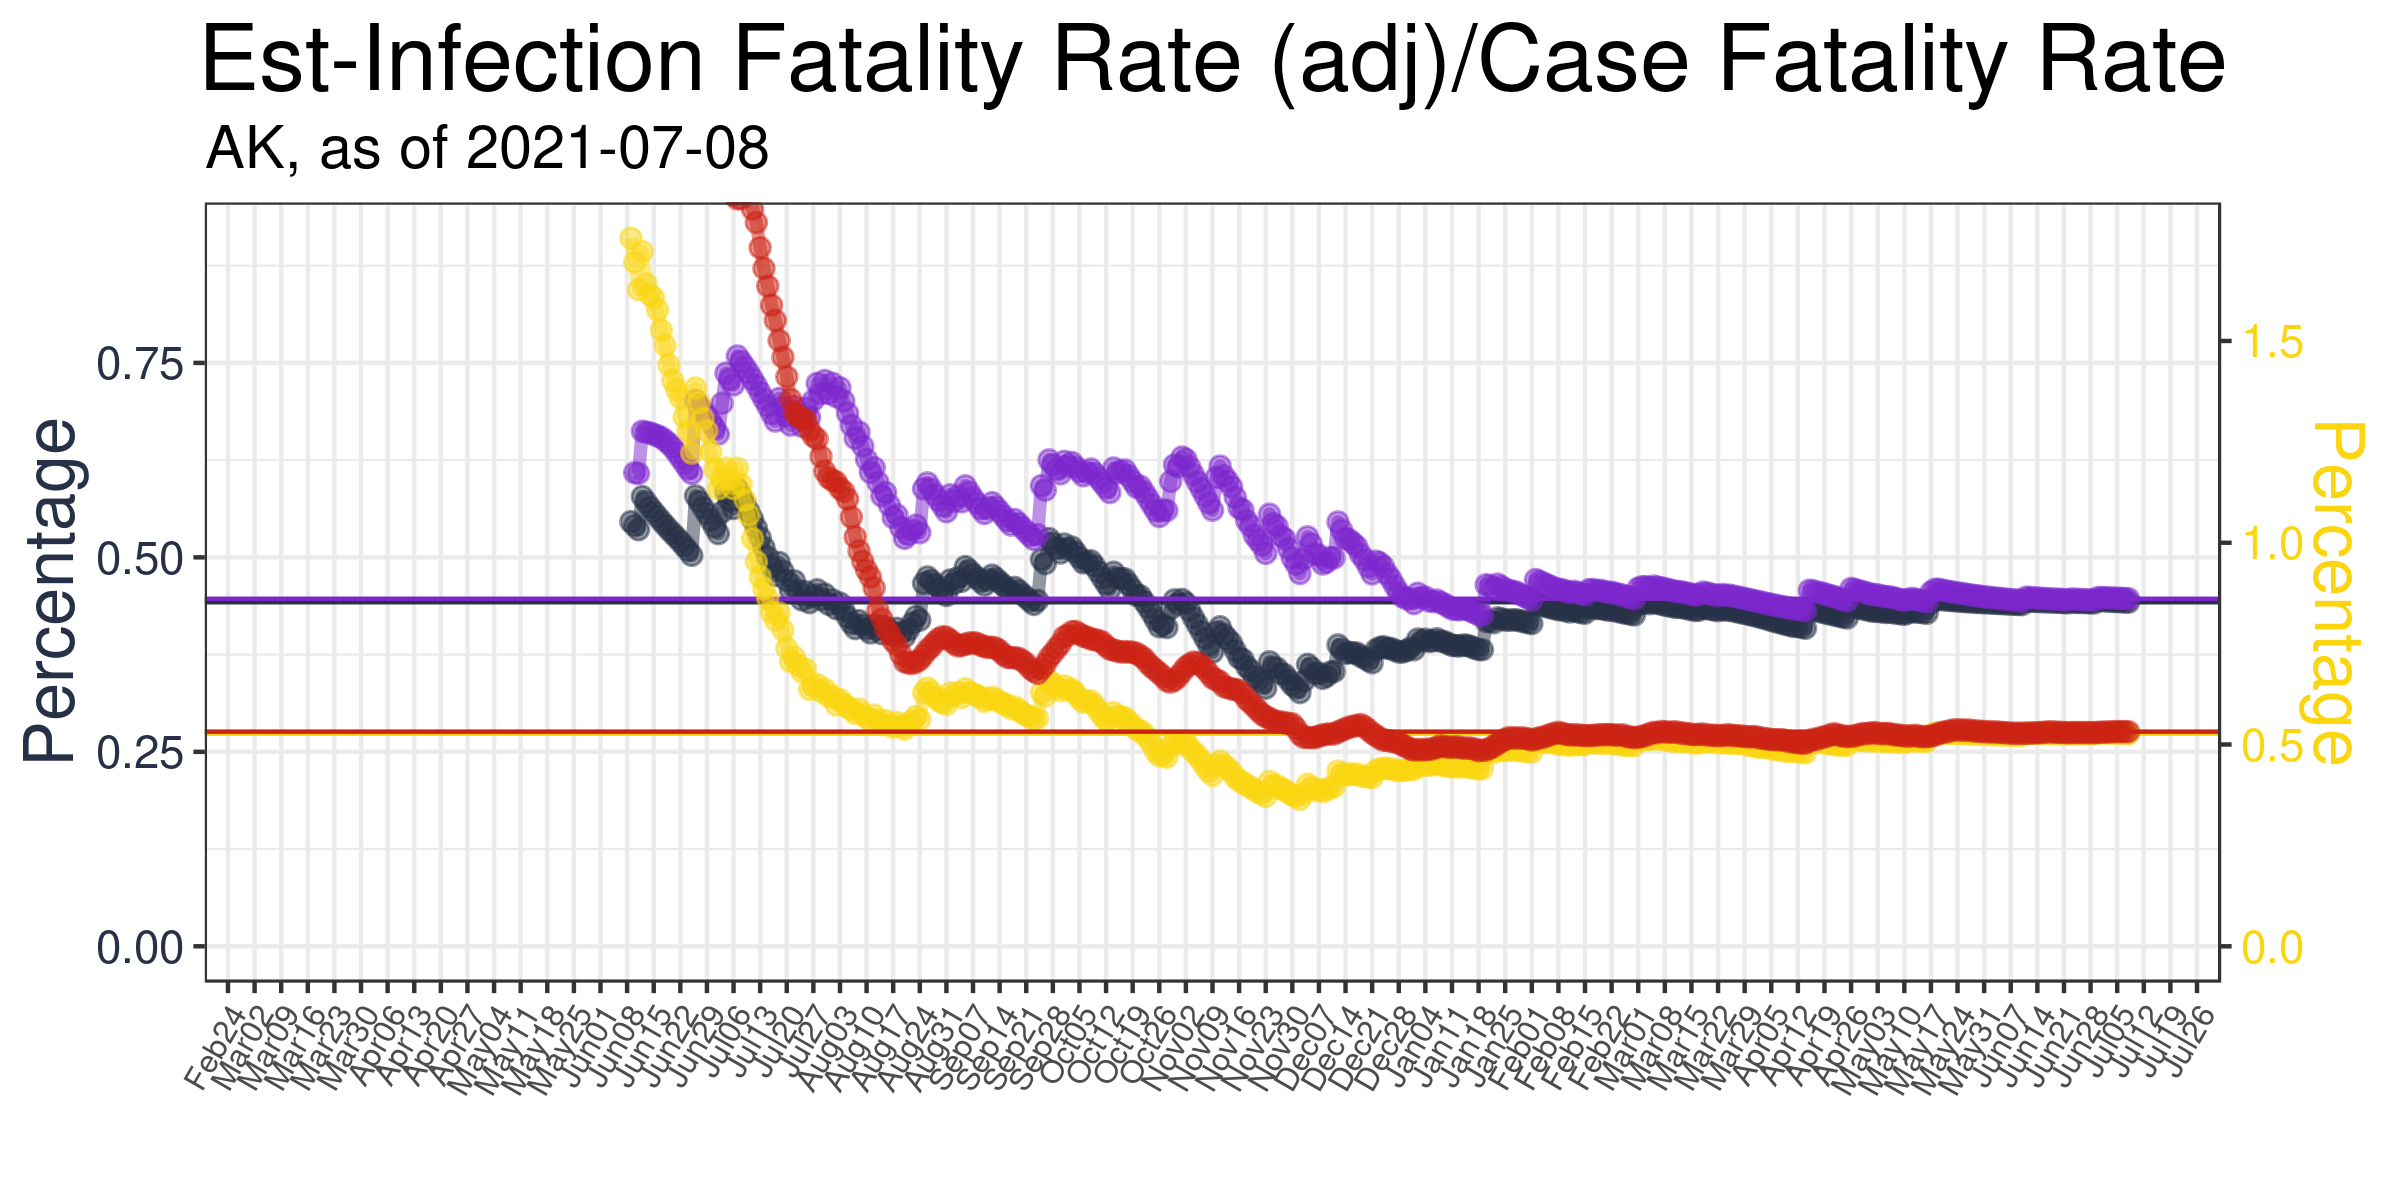 Est-Infection Fatality Rate (adj)/Case Fatality Rate
AK, as of 2021-07-08
Percentage
0.75
0.50
0.25
0.00
1.5
1.0
0.5
0.0
Percentage
Feb24
Mar02
Mar09
Mar16
Mar23
Mar30
Apr06
Apr13
Apr20
Apr27
May04
May11
May18
May25
Jun01
Jun08
Jun15
Jun22
Jun29
Jul06
Jul13
Jul20
Jul27
Aug03
Aug10
Aug17
Aug24
Aug31
Sep07
Sep14
Sep21
Sep28
Oct05
Oct12
Oct19
Oct26
Nov02
Nov09
Nov16
Nov23
Nov30
Dec07
Dec14
Dec21
Dec28
Jan04
Jan11
Jan18
Jan25
Feb01
Feb08
Feb15
Feb22
Mar01
Mar08
Mar15
Mar22
Mar29
Apr05
Apr12
Apr19
Apr26
May03
May10
May17
May24
May31
Jun07
Jun14
Jun21
Jun28
Jul05
Jul12
Jul19
Jul26